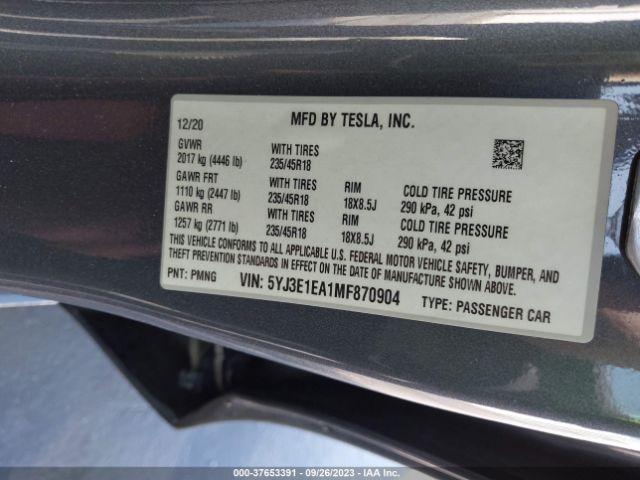 12/20 MFD BY TESLA, INC.
GVWR WITH TIRES
2017 kg (4446 lb) 235/45R18
GAWR FRT WITH TIRES RIM COLD TIRE PRESSURE
1110 kg (2447 lb) 235/45R18 18X8.5J 290 kPa, 42 psi
GAWR RR WITH TIRES RIM COLD TIRE PRESSURE
1257 kg (2771 lb) 235/45R18 18X8.5J 290 kPa, 42 psi
THIS VEHICLE CONFORMS TO ALL APPLICABLE U.S. FEDERAL MOTOR VEHICLE SAFETY, BUMPER, AND
THEFT PREVENTION STANDARDS IN EFFECT ON THE DATE OF MANUFACTURE SHOWN ABOVE.
PNT: PMNG VIN: 5YJ3E1EA1MF870904 TYPE: PASSENGER CAR
000-37653391 - 09/26/2023 - IAA Inc.